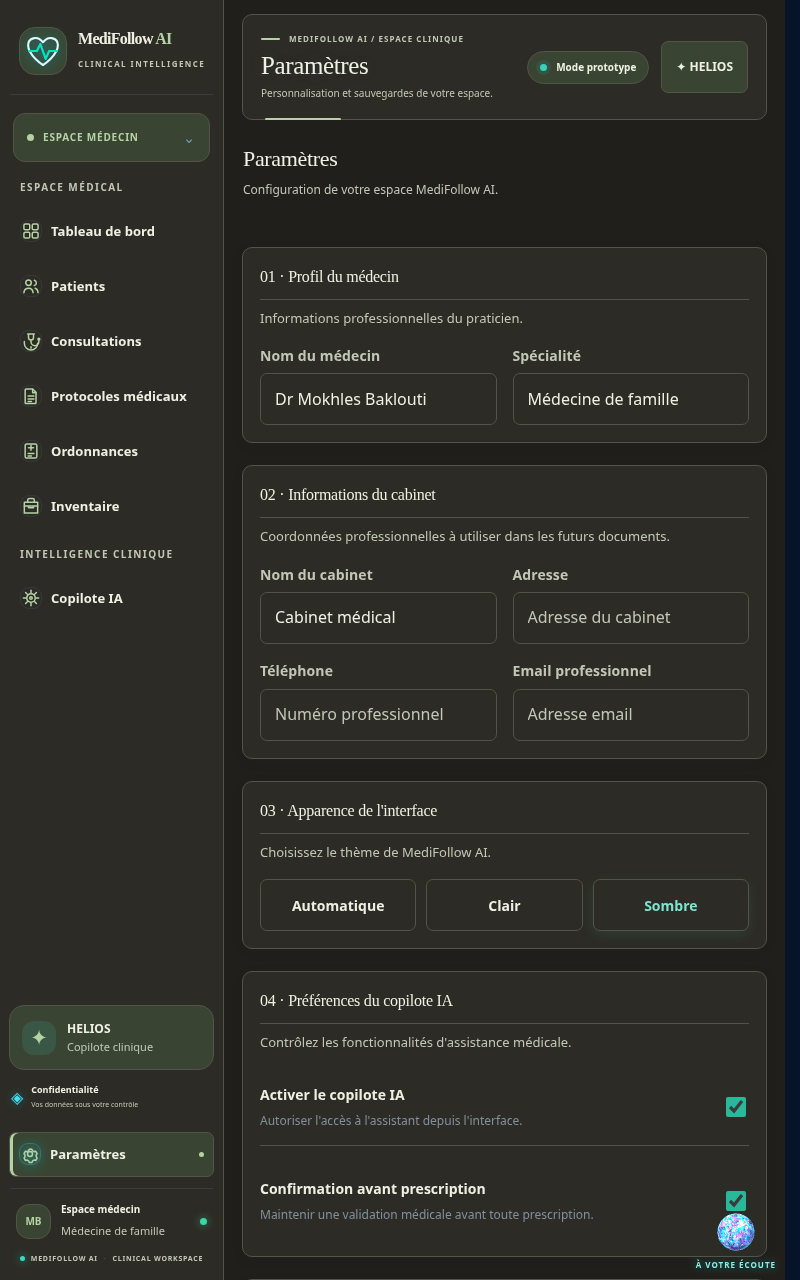 MediFollow AI
CLINICAL INTELLIGENCE
ESPACE MÉDECIN
ESPACE MÉDICAL
Tableau de bord
Patients
Consultations
Protocoles médicaux
Ordonnances
Inventaire
INTELLIGENCE CLINIQUE
Copilote IA
HELIOS
Copilote clinique
Confidentialité
Vos données sous votre contrôle
Paramètres
MB
Espace médecin
Médecine de famille
MEDIFOLLOW AI · CLINICAL WORKSPACE
MEDIFOLLOW AI / ESPACE CLINIQUE
Paramètres
Personnalisation et sauvegardes de votre espace.
Mode prototype
✦ HELIOS
Paramètres
Configuration de votre espace MediFollow AI.
01 · Profil du médecin
Informations professionnelles du praticien.
Nom du médecin
Dr Mokhles Baklouti
Spécialité
Médecine de famille
02 · Informations du cabinet
Coordonnées professionnelles à utiliser dans les futurs documents.
Nom du cabinet
Cabinet médical
Adresse
Adresse du cabinet
Téléphone
Numéro professionnel
Email professionnel
Adresse email
03 · Apparence de l'interface
Choisissez le thème de MediFollow AI.
Automatique
Clair
Sombre
04 · Préférences du copilote IA
Contrôlez les fonctionnalités d'assistance médicale.
Activer le copilote IA
Autoriser l'accès à l'assistant depuis l'interface.
Confirmation avant prescription
Maintenir une validation médicale avant toute prescription.
À VOTRE ÉCOUTE